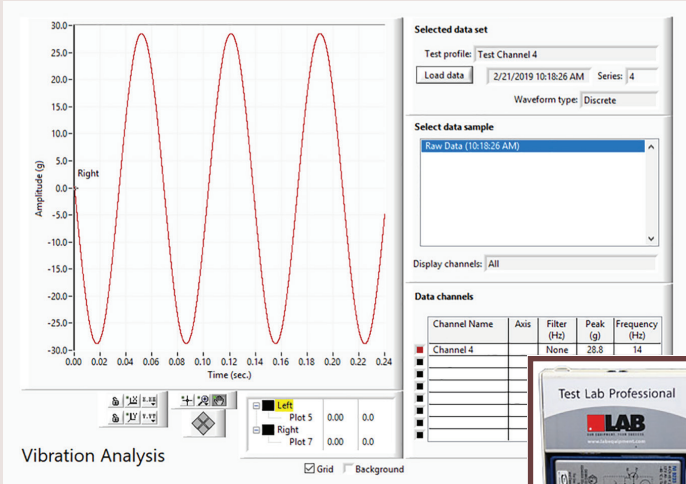 30.0
25.0
20.0
15.0
10.0
5.0
0.0
-5.0
-10.0
-15.0
-20.0
-25.0
-30.0
Amplitude (g)
Right
0.00 0.02 0.04 0.06 0.08 0.10 0.12 0.14 0.16 0.18 0.20 0.22 0.24
Time (sec.)
Left
Plot 5 0.00 0.0
Right
Plot 7 0.00 0.0
Vibration Analysis
Grid Background
Selected data set
Test profile: Test Channel 4
Load data 2/21/2019 10:18:26 AM Series: 4
Waveform type: Discrete
Select data sample
Raw Data (10:18:26 AM)
Display channels: All
Data channels
Channel Name Axis Filter (Hz) Peak (g) Frequency (Hz)
Channel 4 None 28.8 14
Test Lab Professional
LAB
www.labequipment.com